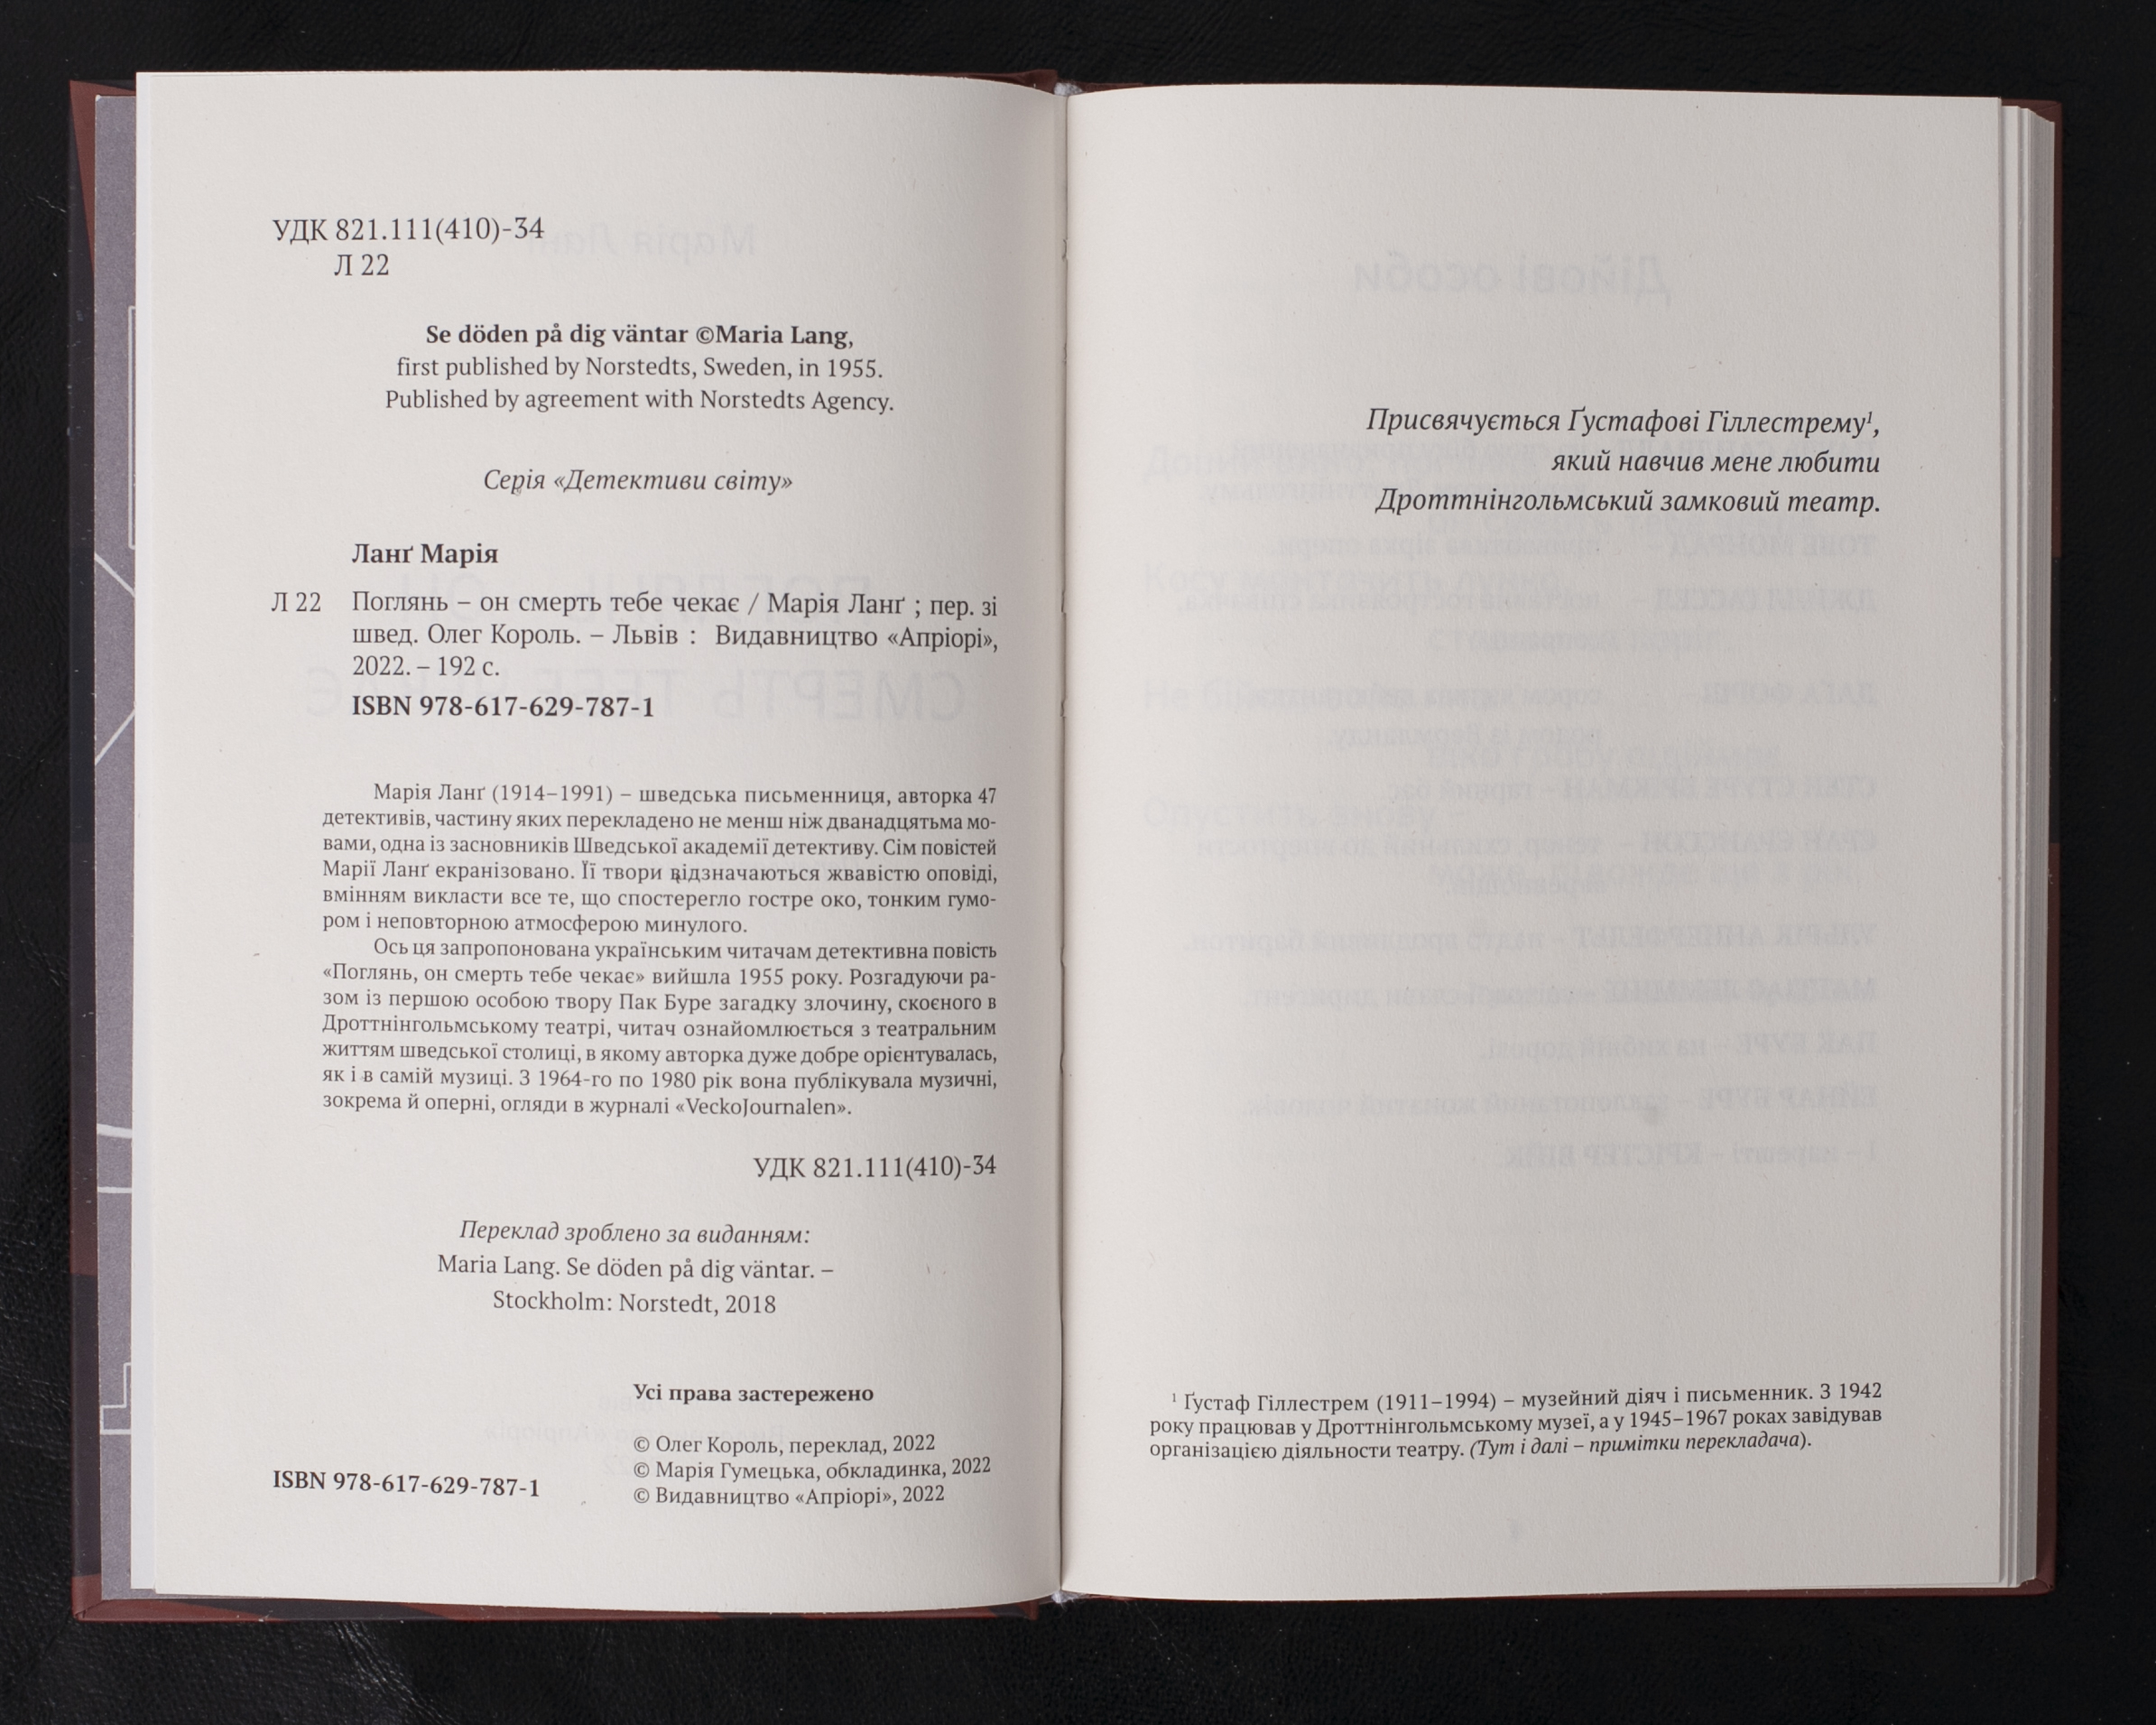 УДК 821.111(410)-34
Л 22
Se döden på dig väntar ©Maria Lang,
first published by Norstedts, Sweden, in 1955.
Published by agreement with Norstedts Agency.
Серія «Детективи світу»
Ланґ Марія
Л 22 Поглянь – он смерть тебе чекає / Марія Ланґ ; пер. зі
швед. Олег Король. – Львів : Видавництво «Апріорі»,
2022. – 192 с.
ISBN 978-617-629-787-1
Марія Ланґ (1914–1991) – шведська письменниця, авторка 47
детективів, частину яких перекладено не менш ніж дванадцятьма мо-
вами, одна із засновників Шведської академії детективу. Сім повістей
Марії Ланґ екранізовано. Її твори відзначаються жвавістю оповіді,
вмінням викласти все те, що спостерегло гостре око, тонким гумо-
ром і неповторною атмосферою минулого.
Ось ця запропонована українським читачам детективна повість
«Поглянь, он смерть тебе чекає» вийшла 1955 року. Розгадуючи ра-
зом із першою особою твору Пак Буре загадку злочину, скоєного в
Дроттнінгольмському театрі, читач ознайомлюється з театральним
життям шведської столиці, в якому авторка дуже добре орієнтувалась,
як і в самій музиці. З 1964-го по 1980 рік вона публікувала музичні,
зокрема й оперні, огляди в журналі «VeckoJournalen».
УДК 821.111(410)-34
Переклад зроблено за виданням:
Maria Lang. Se döden på dig väntar. –
Stockholm: Norstedt, 2018
Усі права застережено
© Олег Король, переклад, 2022
© Марія Гумецька, обкладинка, 2022
© Видавництво «Апріорі», 2022
ISBN 978-617-629-787-1
Присвячується Ґустафові Гіллестрему¹,
який навчив мене любити
Дроттнінгольмський замковий театр.
¹ Ґустаф Гіллестрем (1911–1994) – музейний діяч і письменник. З 1942
року працював у Дроттнінгольмському музеї, а у 1945–1967 роках завідував
організацією діяльности театру. (Тут і далі – примітки перекладача).